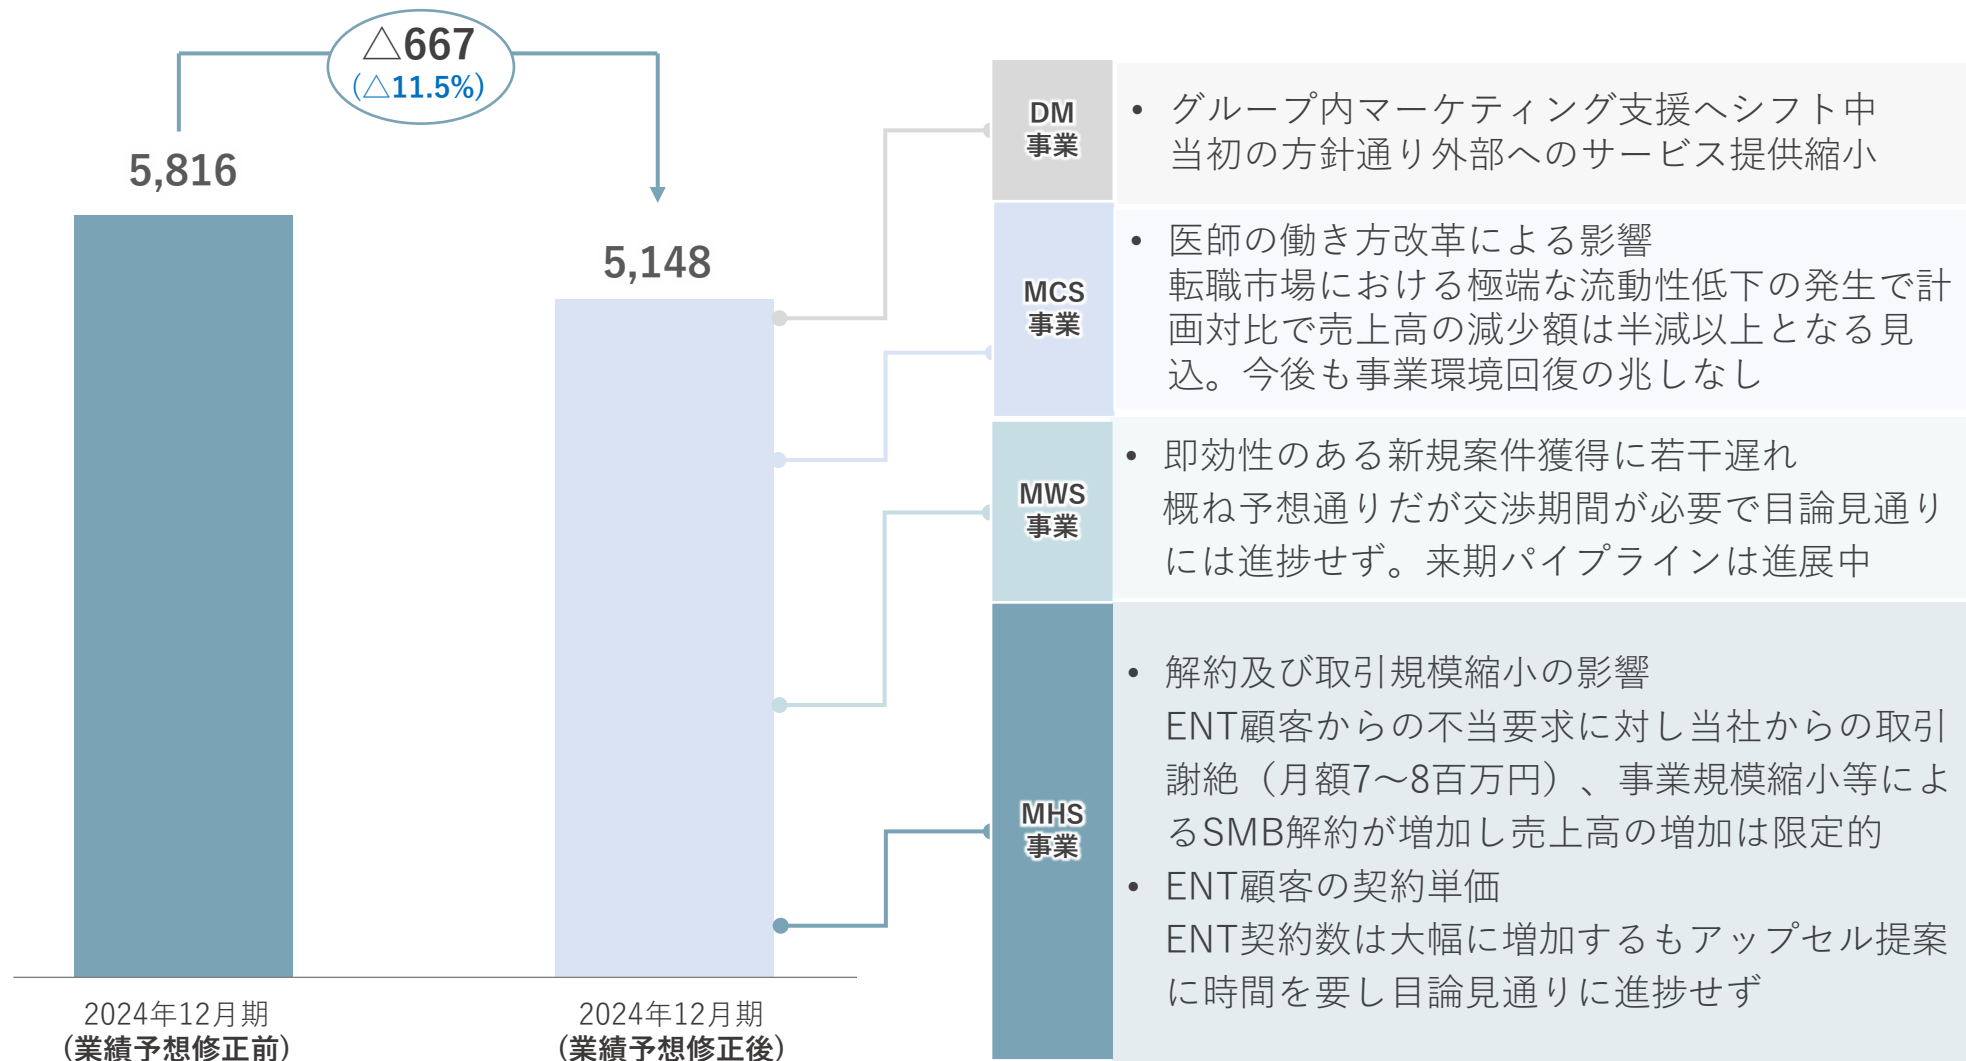 △667
(△11.5%)
5,816
5,148
2024年12月期
(業績予想修正前)
2024年12月期
(業績予想修正後)
DM
事業
• グループ内マーケティング支援へシフト中
当初の方針通り外部へのサービス提供縮小
MCS
事業
• 医師の働き方改革による影響
転職市場における極端な流動性低下の発生で計
画対比で売上高の減少額は半減以上となる見
込。今後も事業環境回復の兆しなし
MWS
事業
• 即効性のある新規案件獲得に若干遅れ
概ね予想通りだが交渉期間が必要で目論見通り
には進捗せず。来期パイプラインは進展中
MHS
事業
• 解約及び取引規模縮小の影響
ENT顧客からの不当要求に対し当社からの取引
謝絶（月額7〜8百万円）、事業規模縮小等によ
るSMB解約が増加し売上高の増加は限定的
• ENT顧客の契約単価
ENT契約数は大幅に増加するもアップセル提案
に時間を要し目論見通りに進捗せず